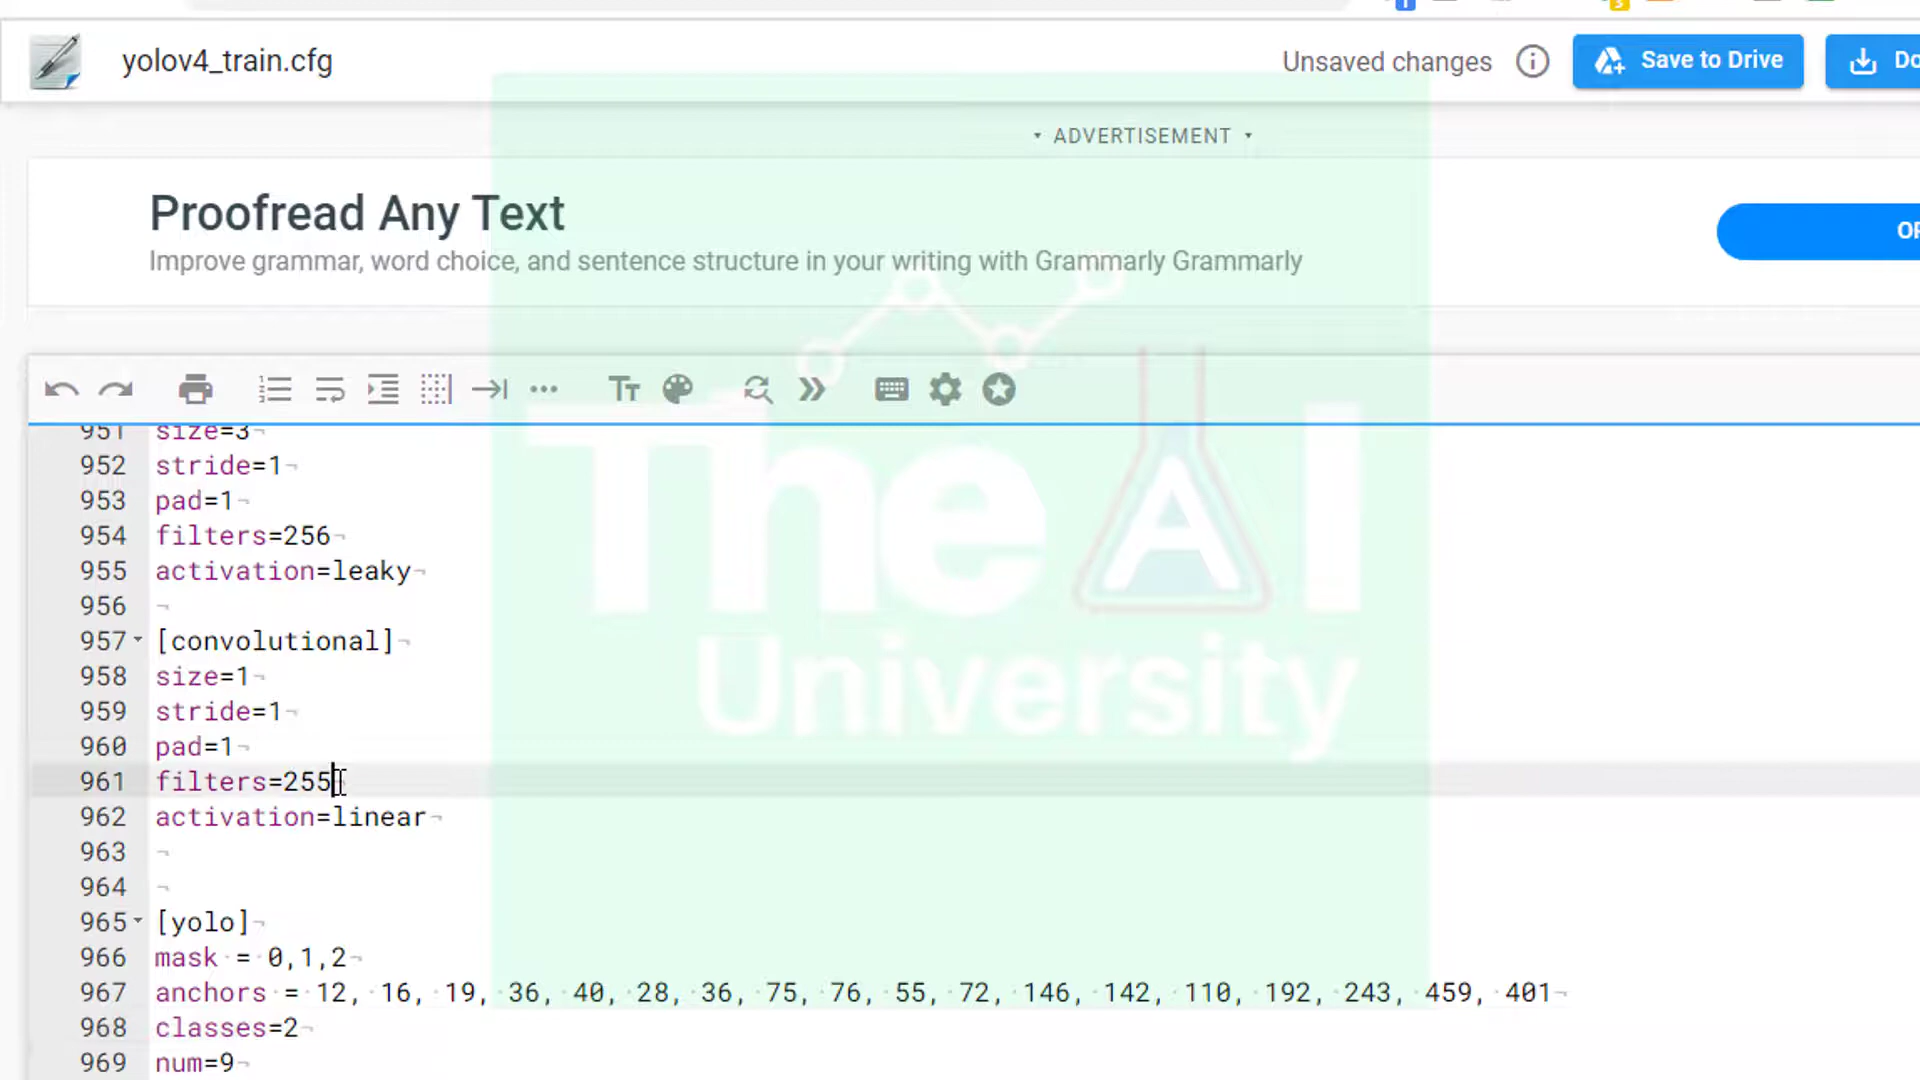 yolov4_train.cfg
Unsaved changes
Save to Drive
ADVERTISEMENT
Proofread Any Text
Improve grammar, word choice, and sentence structure in your writing with Grammarly Grammarly
The AI
University
951 size=3
952 stride=1
953 pad=1
954 filters=256
955 activation=leaky
956
957 [convolutional]
958 size=1
959 stride=1
960 pad=1
961 filters=255
962 activation=linear
963
964
965 [yolo]
966 mask = 0,1,2
967 anchors = 12, 16, 19, 36, 40, 28, 36, 75, 76, 55, 72, 146, 142, 110, 192, 243, 459, 401
968 classes=2
969 num=9